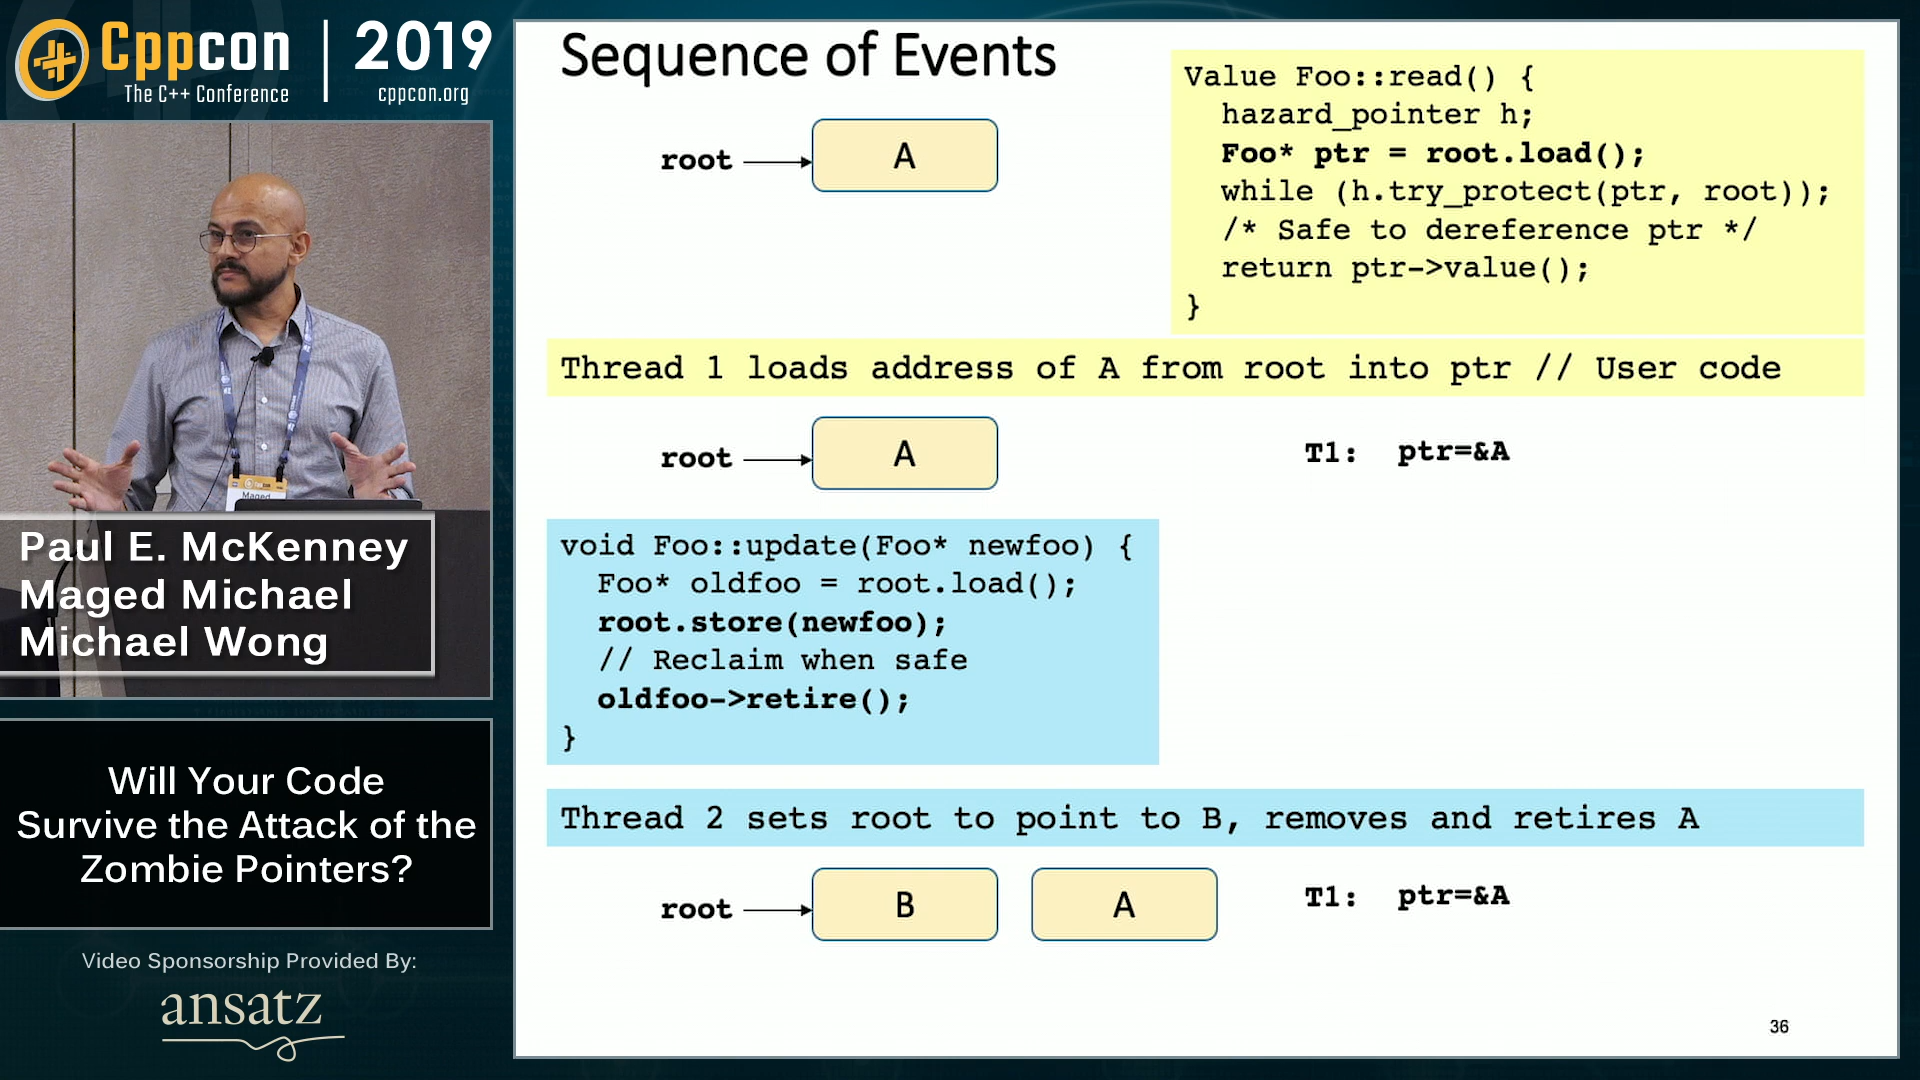 Cppcon
The C++ Conference
2019
cppcon.org
Maged
Paul E. McKenney
Maged Michael
Michael Wong
Will Your Code
Survive the Attack of the
Zombie Pointers?
Video Sponsorship Provided By:
ansatz
Sequence of Events
root
A
Value Foo::read() {
hazard_pointer h;
Foo* ptr = root.load();
while (h.try_protect(ptr, root));
/* Safe to dereference ptr */
return ptr->value();
}
Thread 1 loads address of A from root into ptr // User code
root
A
T1: ptr=&A
void Foo::update(Foo* newfoo) {
Foo* oldfoo = root.load();
root.store(newfoo);
// Reclaim when safe
oldfoo->retire();
}
Thread 2 sets root to point to B, removes and retires A
root
B
A
T1: ptr=&A
36